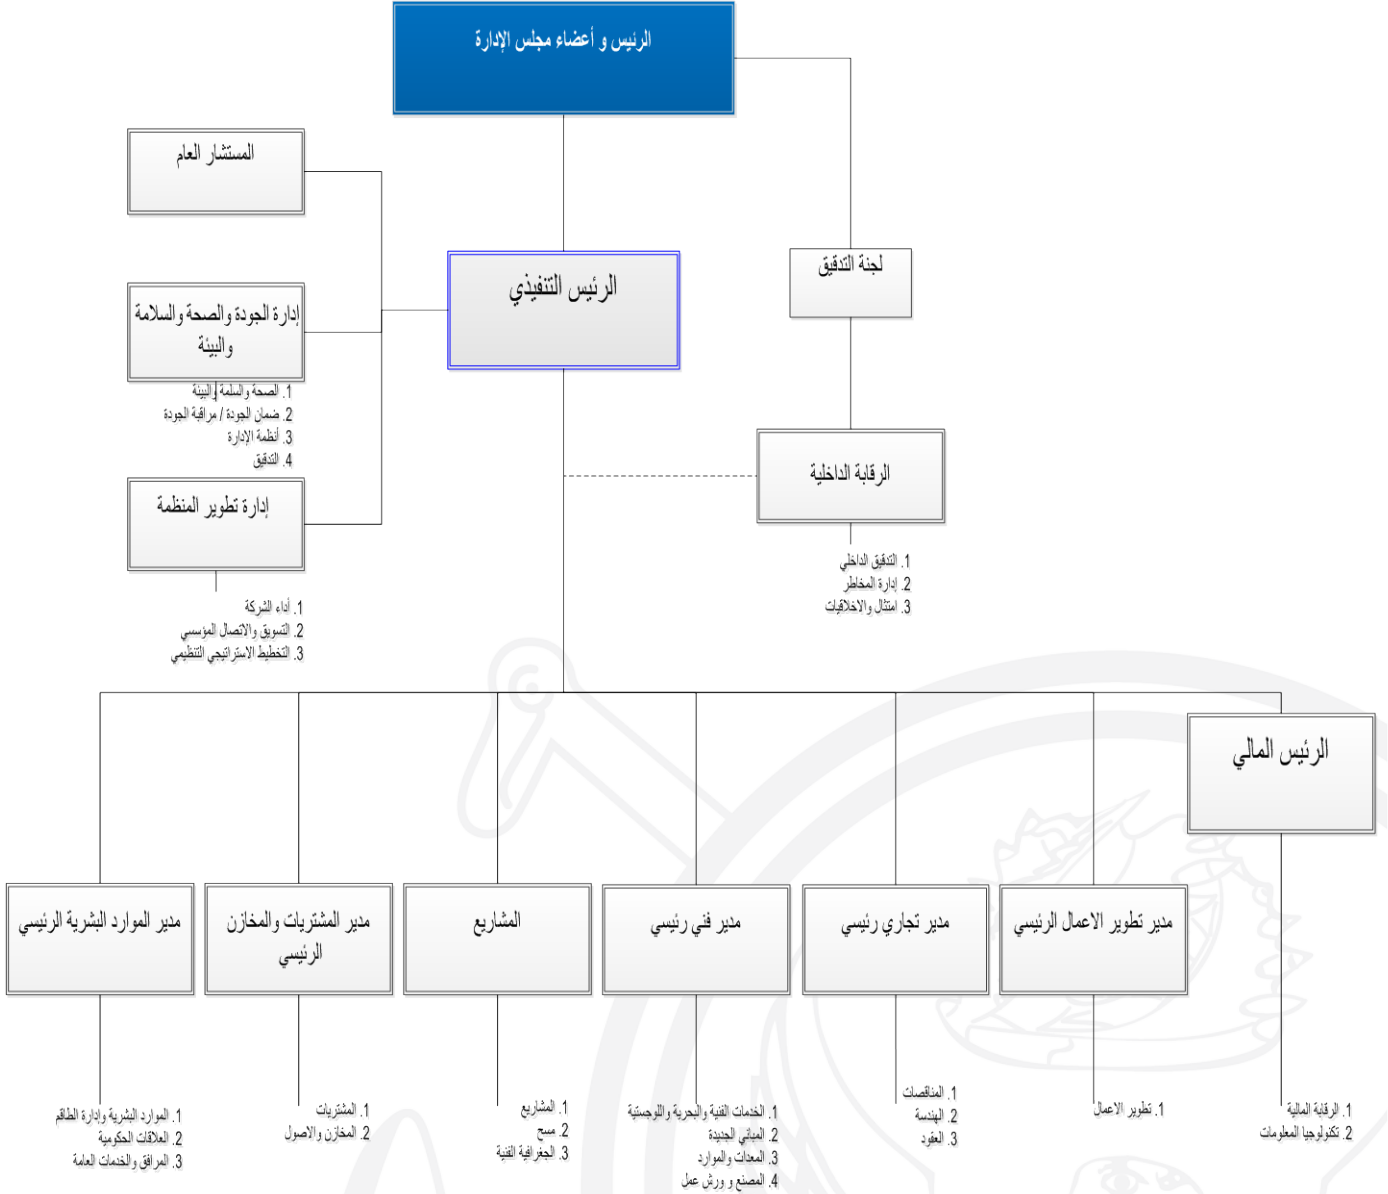 الرئيس و أعضاء مجلس الإدارة
المستشار العام
لجنة التدقيق
الرئيس التنفيذي
إدارة الجودة والصحة والسلامة
والبيئة
1. الصحة والسلمة والبيئة
2. ضمان الجودة / مراقبة الجودة
3. أنظمة الإدارة
4. التدقيق
الرقابة الداخلية
1. التدقيق الداخلي
2. إدارة المخاطر
3. امتثال والاخلاقيات
إدارة تطوير المنظمة
1. أداء الشركة
2. التسويق والاتصال المؤسسي
3. التخطيط الاستراتيجي التنظيمي
الرئيس المالي
1. الرقابة المالية
2. تكنولوجيا المعلومات
مدير تطوير الاعمال الرئيسي
1. تطوير الاعمال
مدير تجاري رئيسي
1. المناقصات
2. الهندسة
3. العقود
مدير فني رئيسي
1. الخدمات الفنية والبحرية واللوجستية
2. المباني الجديدة
3. المعدات والموارد
4. المصنع و ورش عمل
المشاريع
1. المشاريع
2. مسح
3. الجغرافية الفنية
مدير المشتريات والمخازن
الرئيسي
1. المشتريات
2. المخازن والاصول
مدير الموارد البشرية الرئيسي
1. الموارد البشرية وإدارة الطاقم
2. العلاقات الحكومية
3. المرافق والخدمات العامة